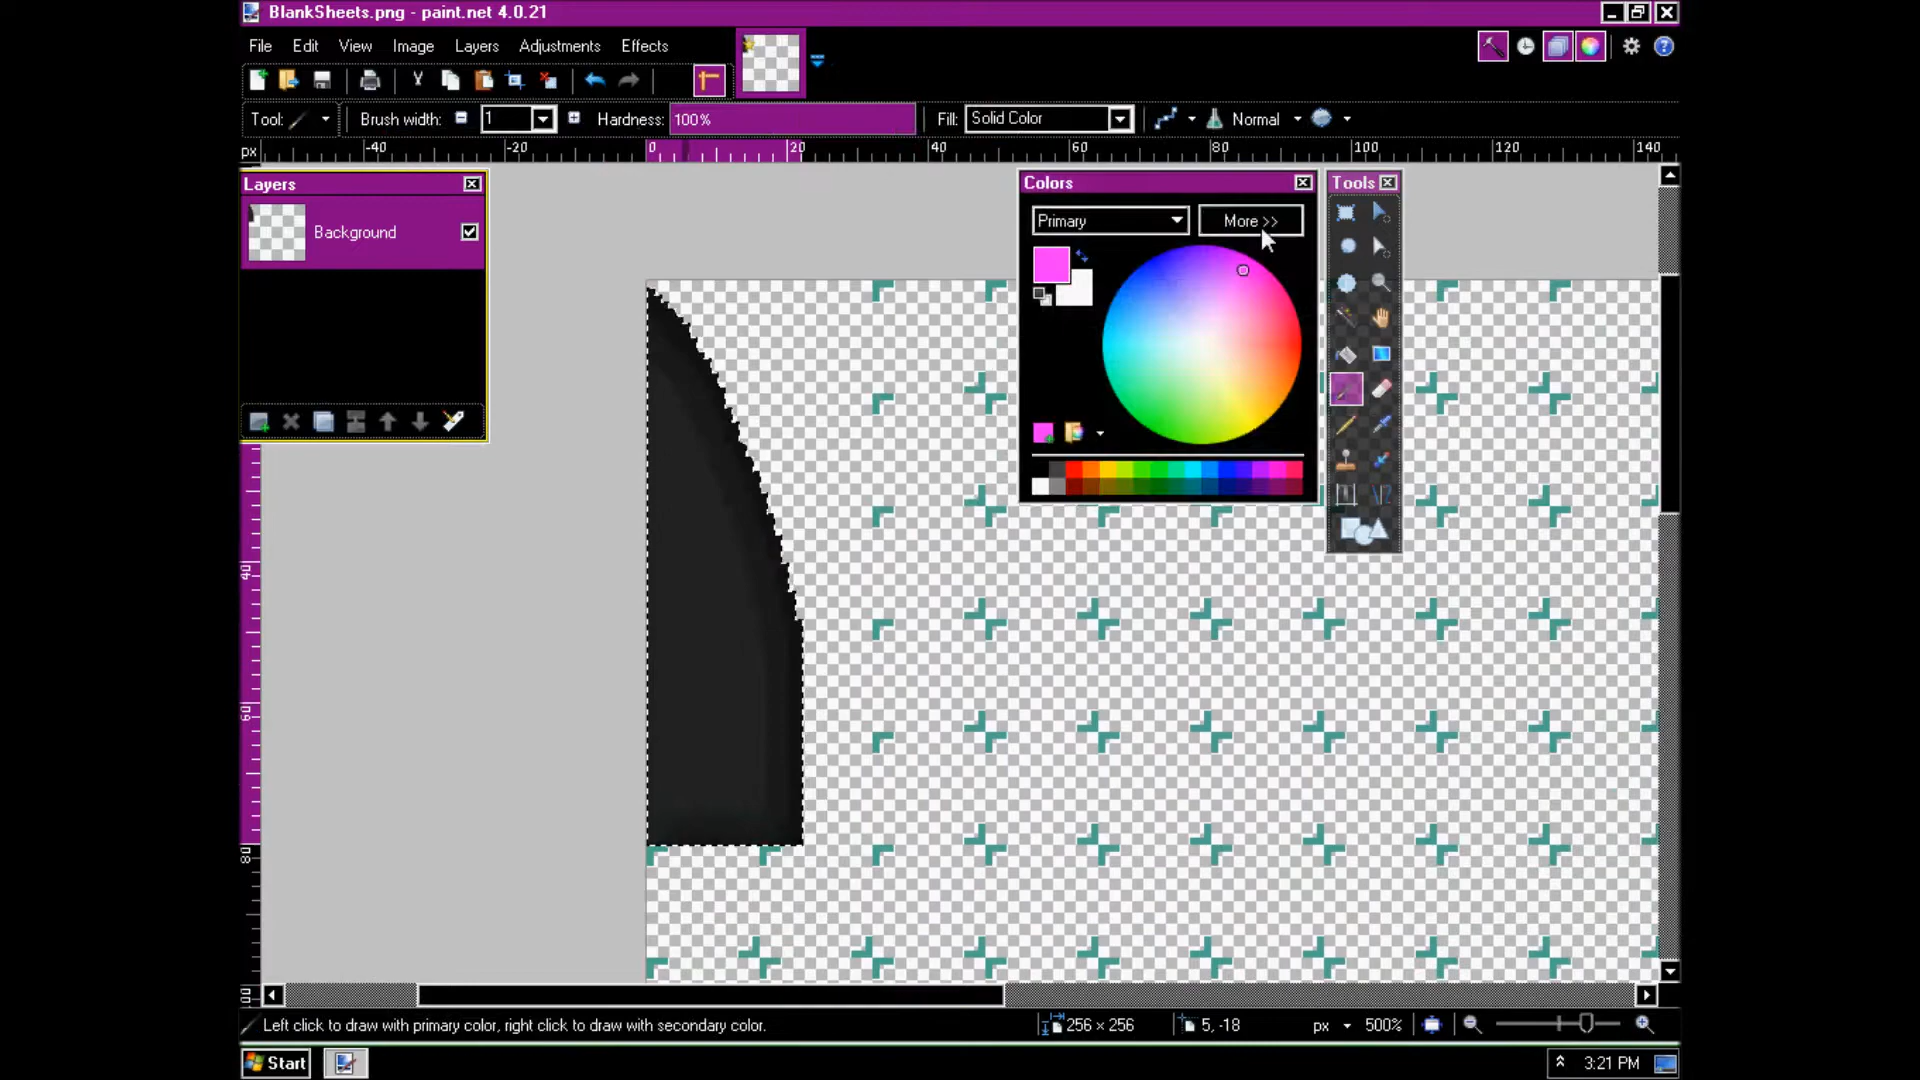 BlankSheets.png - paint.net 4.0.21
File Edit View Image Layers Adjustments Effects
Tool: Brush width: 1 Hardness: 100% Fill: Solid Color Normal
px -40 -20 0 20 40 60 80 100 120 140
Layers
Background
Colors
Primary More >>
Tools
40
60
80
Left click to draw with primary color, right click to draw with secondary color. 256 × 256 5, -18 px 500%
Start 3:21 PM